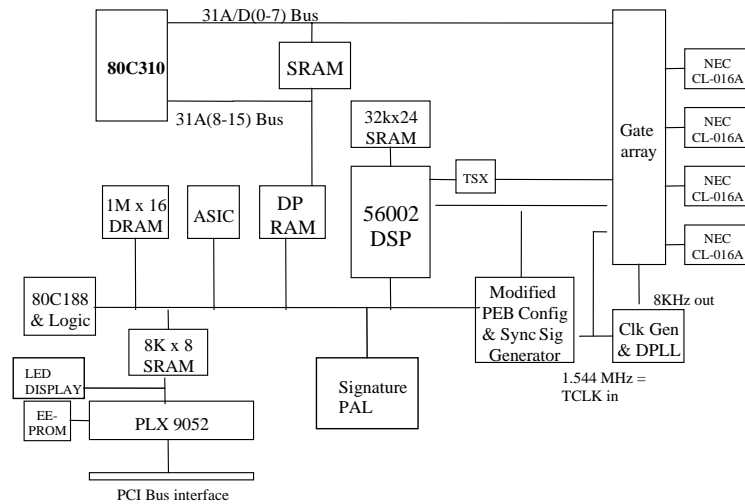 31A/D(0-7) Bus
80C310
SRAM
31A(8-15) Bus
32kx24
SRAM
Gate
array
NEC
CL-016A
NEC
CL-016A
NEC
CL-016A
NEC
CL-016A
TSX
1M x 16
DRAM
ASIC
DP
RAM
56002
DSP
80C188
& Logic
8K x 8
SRAM
Modified
PEB Config
& Sync Sig
Generator
8KHz out
Clk Gen
& DPLL
1.544 MHz =
TCLK in
LED
DISPLAY
Signature
PAL
EE-
PROM
PLX 9052
PCI Bus interface